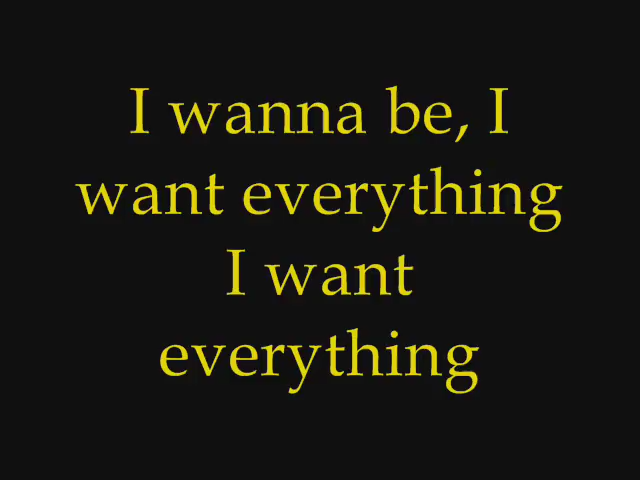 I wanna be, I
want everything
I want
everything